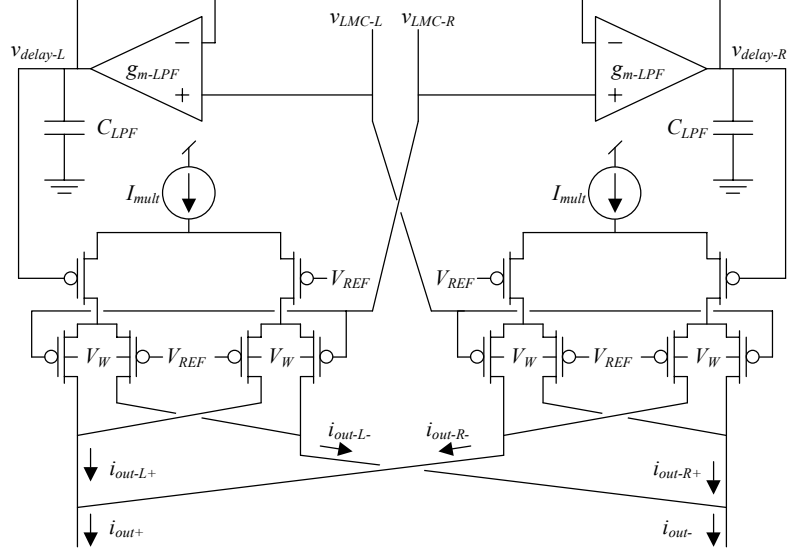 v_LMC-L v_LMC-R
v_delay-L g_m-LPF − + g_m-LPF − + v_delay-R
C_LPF C_LPF
I_mult I_mult
V_REF V_REF
V_W V_REF V_W V_W V_REF V_W
i_out-L- i_out-R-
i_out-L+ i_out-R+
i_out+ i_out-